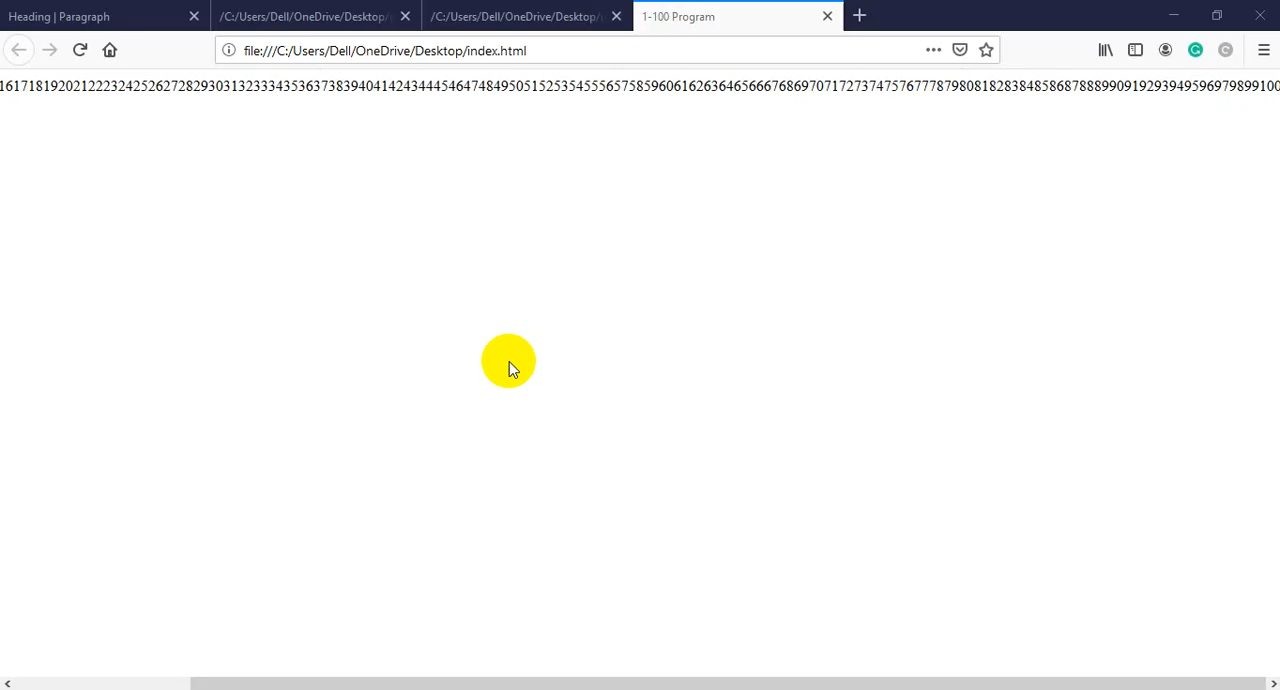 Heading | Paragraph
/C:/Users/Dell/OneDrive/Desktop/
/C:/Users/Dell/OneDrive/Desktop/
1-100 Program
file:///C:/Users/Dell/OneDrive/Desktop/index.html
161718192021222324252627282930313233343536373839404142434445464748495051525354555657585960616263646566676869707172737475767778798081828384858687888990919293949596979899100